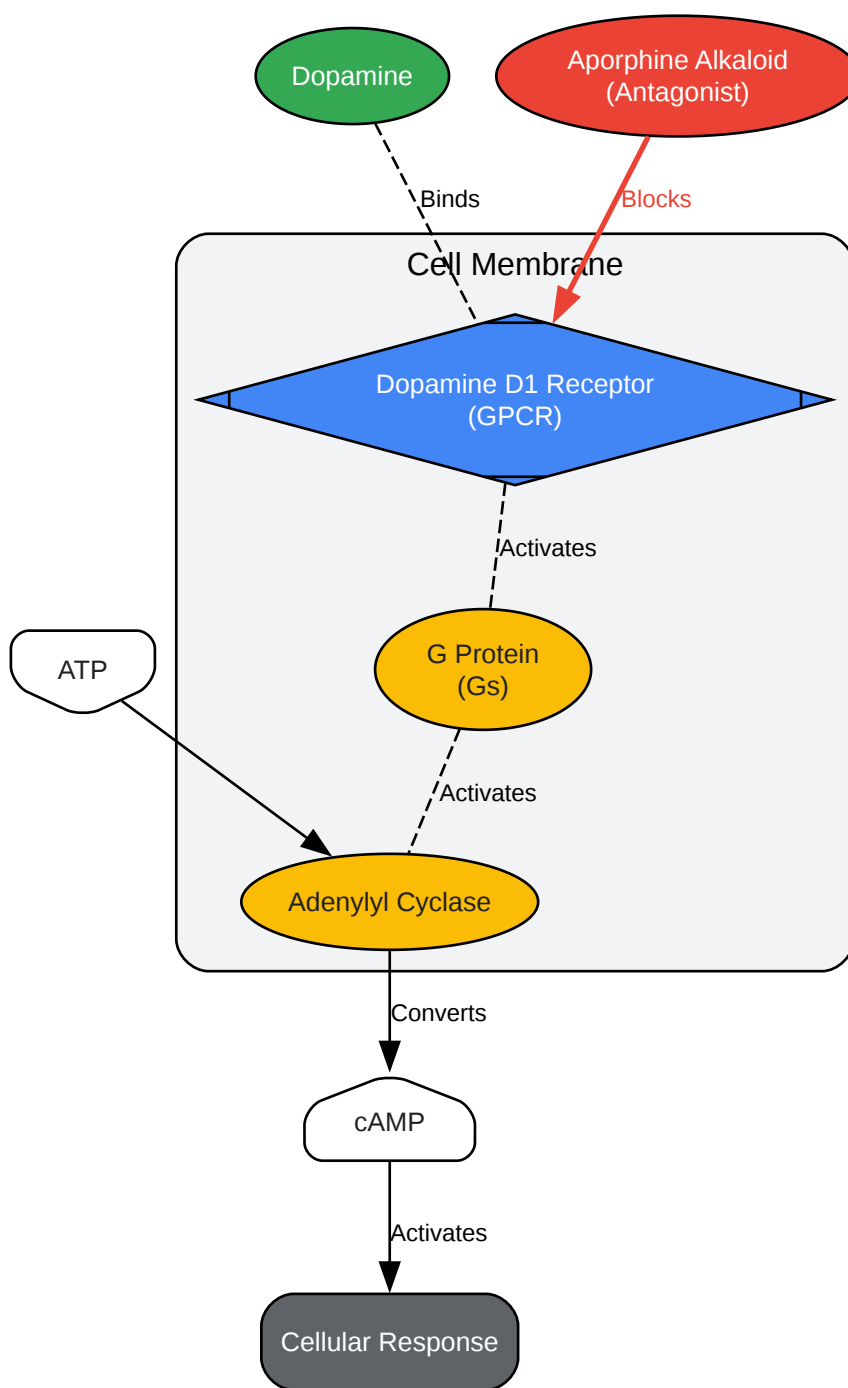 Dopamine
Aporphine Alkaloid
(Antagonist)
Binds
Blocks
Cell Membrane
Dopamine D1 Receptor
(GPCR)
Activates
G Protein
(Gs)
ATP
Activates
Adenylyl Cyclase
Converts
cAMP
Activates
Cellular Response